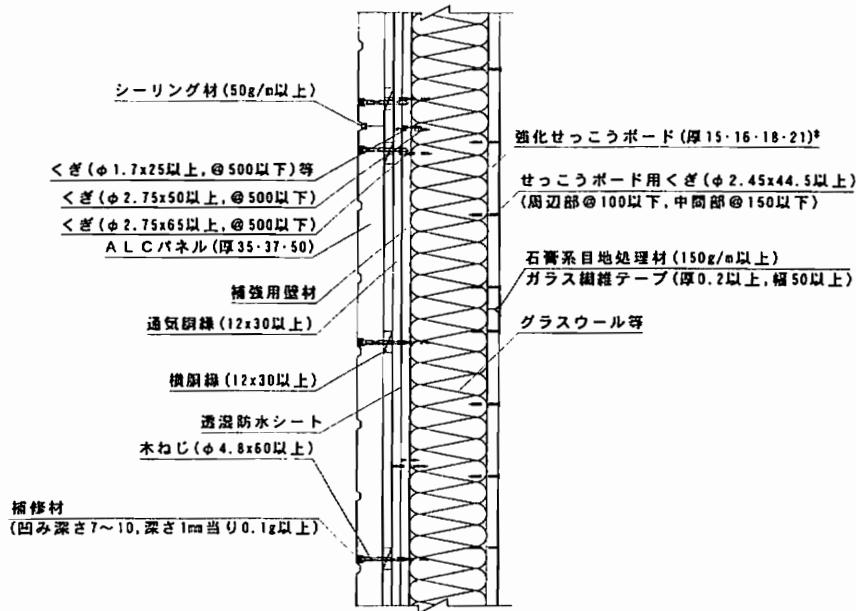 シーリング材(50g/m以上)
くぎ(φ1.7x25以上,@500以下)等
くぎ(φ2.75x50以上,@500以下)
くぎ(φ2.75x65以上,@500以下)
ALCパネル(厚35・37・50)
補強用壁材
通気胴縁(12x30以上)
横胴縁(12x30以上)
透湿防水シート
木ねじ(φ4.8x60以上)
補修材
(凹み深さ7～10,深さ1mm当り0.1g以上)
強化せっこうボード(厚15・16・18・21)*
せっこうボード用くぎ(φ2.45x44.5以上)
(周辺部@100以下,中間部@150以下)
石膏系目地処理材(150g/m以上)
ガラス繊維テープ(厚0.2以上,幅50以上)
グラスウール等